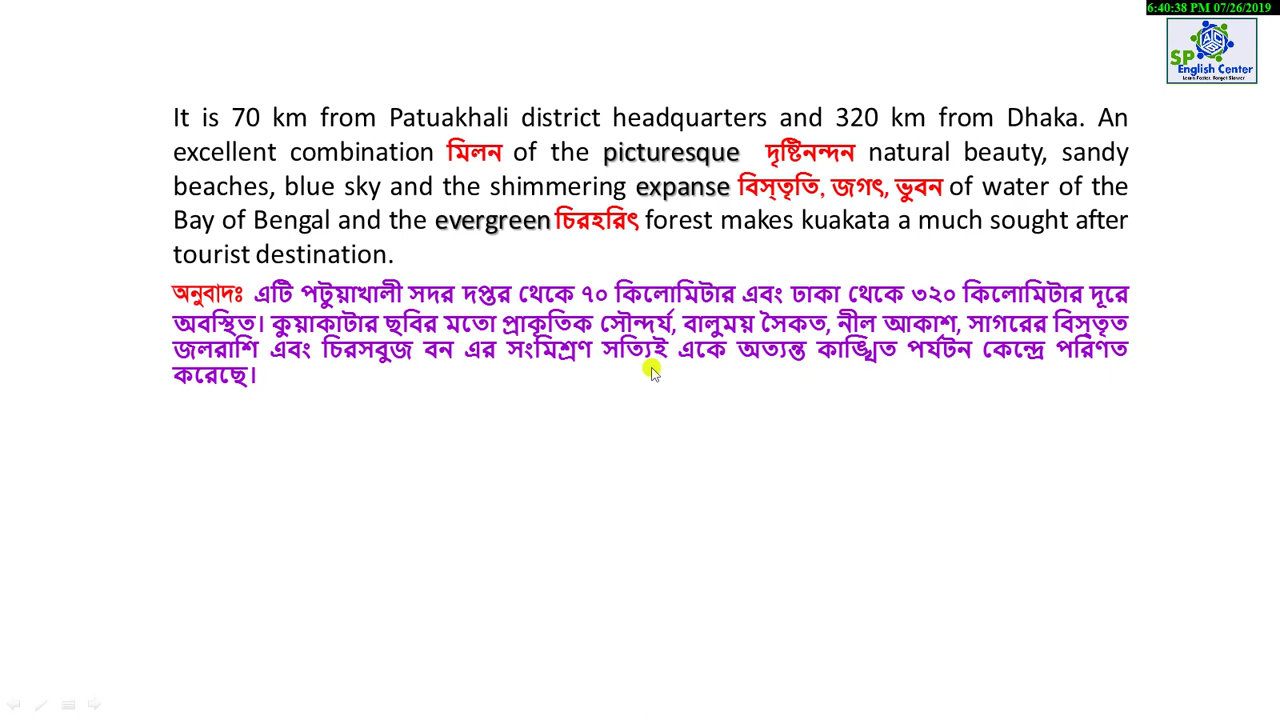 6:40:38 PM 07/26/2019
SP
English Center
Learn Faster, Forget Slower
It is 70 km from Patuakhali district headquarters and 320 km from Dhaka. An
excellent combination মিলন of the picturesque দৃষ্টিনন্দন natural beauty, sandy
beaches, blue sky and the shimmering expanse বিস্তৃতি, জগৎ, ভুবন of water of the
Bay of Bengal and the evergreen চিরহরিৎ forest makes kuakata a much sought after
tourist destination.
অনুবাদঃ এটি পটুয়াখালী সদর দপ্তর থেকে ৭০ কিলোমিটার এবং ঢাকা থেকে ৩২০ কিলোমিটার দূরে
অবস্থিত। কুয়াকাটার ছবির মতো প্রাকৃতিক সৌন্দর্য, বালুময় সৈকত, নীল আকাশ, সাগরের বিস্তৃত
জলরাশি এবং চিরসবুজ বন এর সংমিশ্রণ সত্যিই একে অত্যন্ত কাঙ্খিত পর্যটন কেন্দ্রে পরিণত
করেছে।